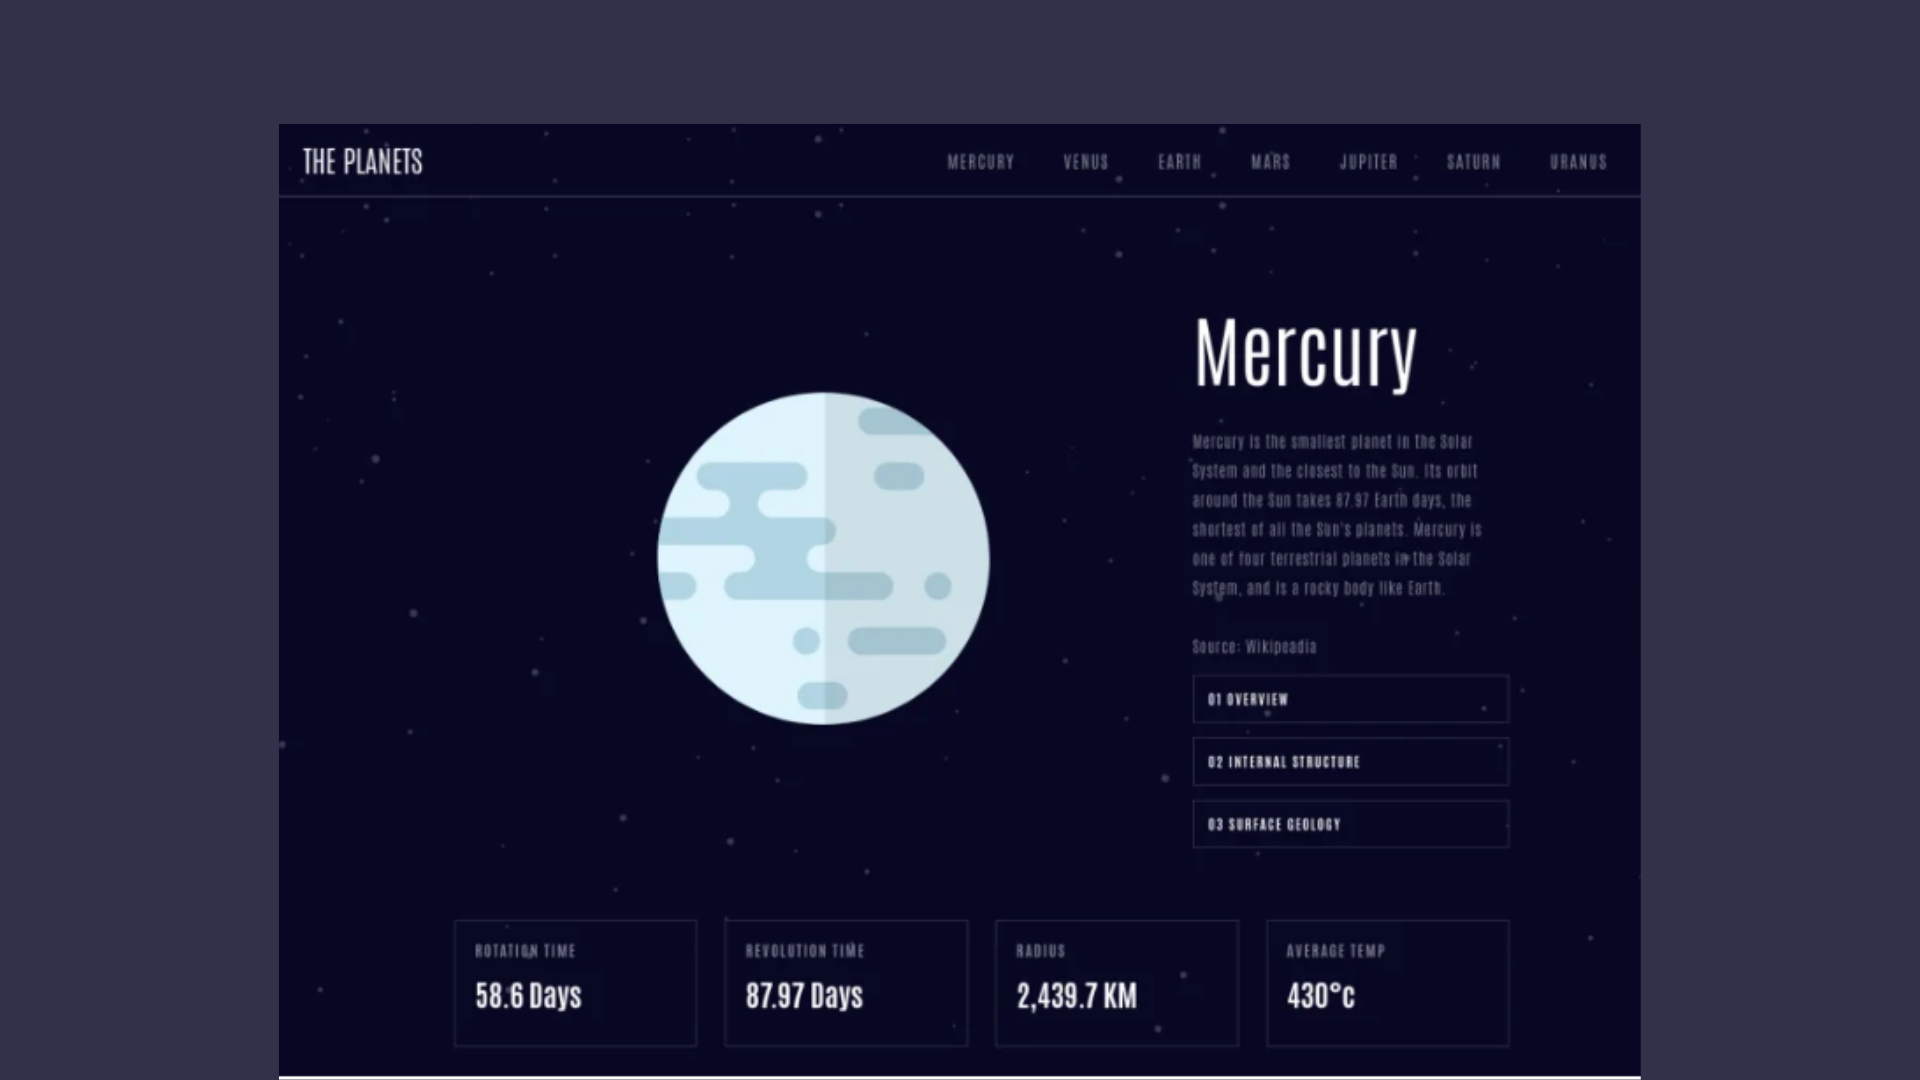 THE PLANETS
MERCURY VENUS EARTH MARS JUPITER SATURN URANUS
Mercury
Mercury is the smallest planet in the Solar
System and the closest to the Sun. Its orbit
around the Sun takes 87.97 Earth days, the
shortest of all the Sun's planets. Mercury is
one of four terrestrial planets in the Solar
System, and is a rocky body like Earth.
Source: Wikipeadia
01 OVERVIEW
02 INTERNAL STRUCTURE
03 SURFACE GEOLOGY
ROTATION TIME
58.6 Days
REVOLUTION TIME
87.97 Days
RADIUS
2,439.7 KM
AVERAGE TEMP
430°c